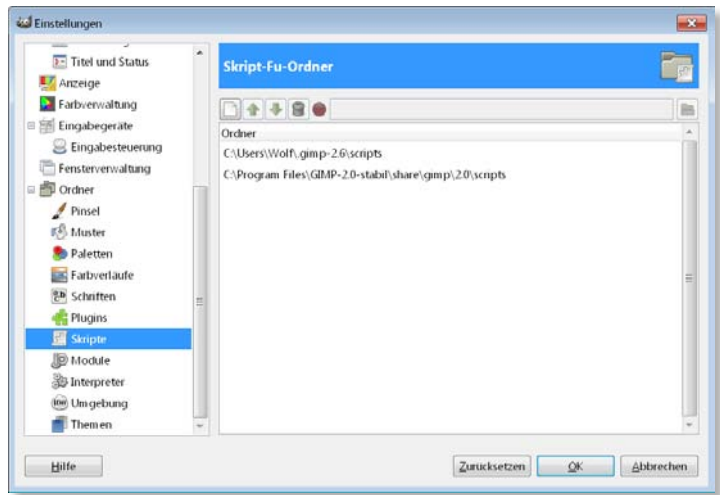 Einstellungen
Titel und Status
Anzeige
Farbverwaltung
Eingabegeräte
Eingabesteuerung
Fensterverwaltung
Ordner
Pinsel
Muster
Paletten
Farbverläufe
Schriften
Plugins
Skripte
Module
Interpreter
Umgebung
Themen
Skript-Fu-Ordner
Ordner
C:\Users\Wolf\.gimp-2.6\scripts
C:\Program Files\GIMP-2.0-stabil\share\gimp\2.0\scripts
Hilfe
Zurücksetzen
OK
Abbrechen